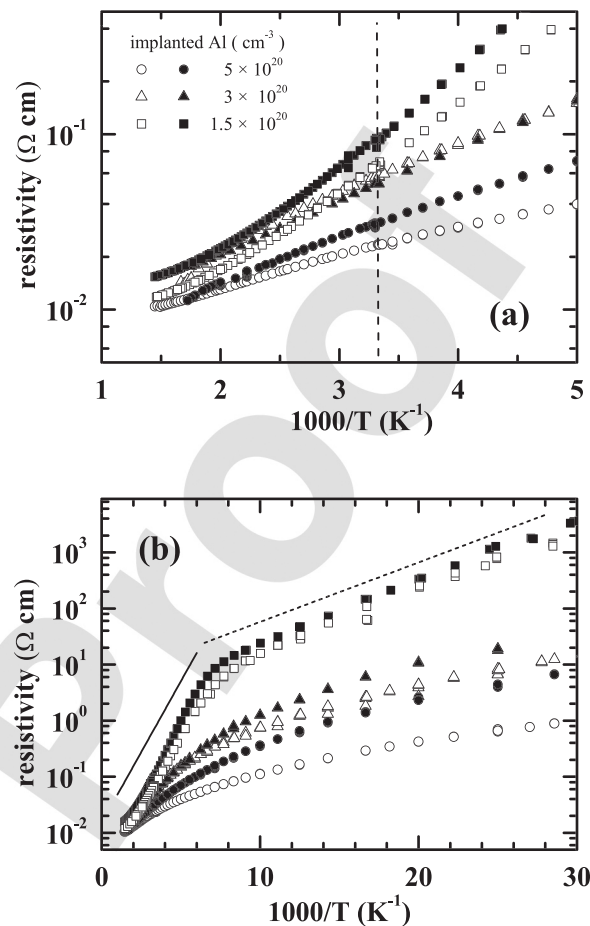 implanted Al ( cm⁻³ )
5 × 10²⁰
3 × 10²⁰
1.5 × 10²⁰
resistivity (Ω cm)
10⁻¹
10⁻²
(a)
1 2 3 4 5
1000/T (K⁻¹)
(b)
resistivity (Ω cm)
10³
10²
10¹
10⁰
10⁻¹
10⁻²
0 10 20 30
1000/T (K⁻¹)
Proof